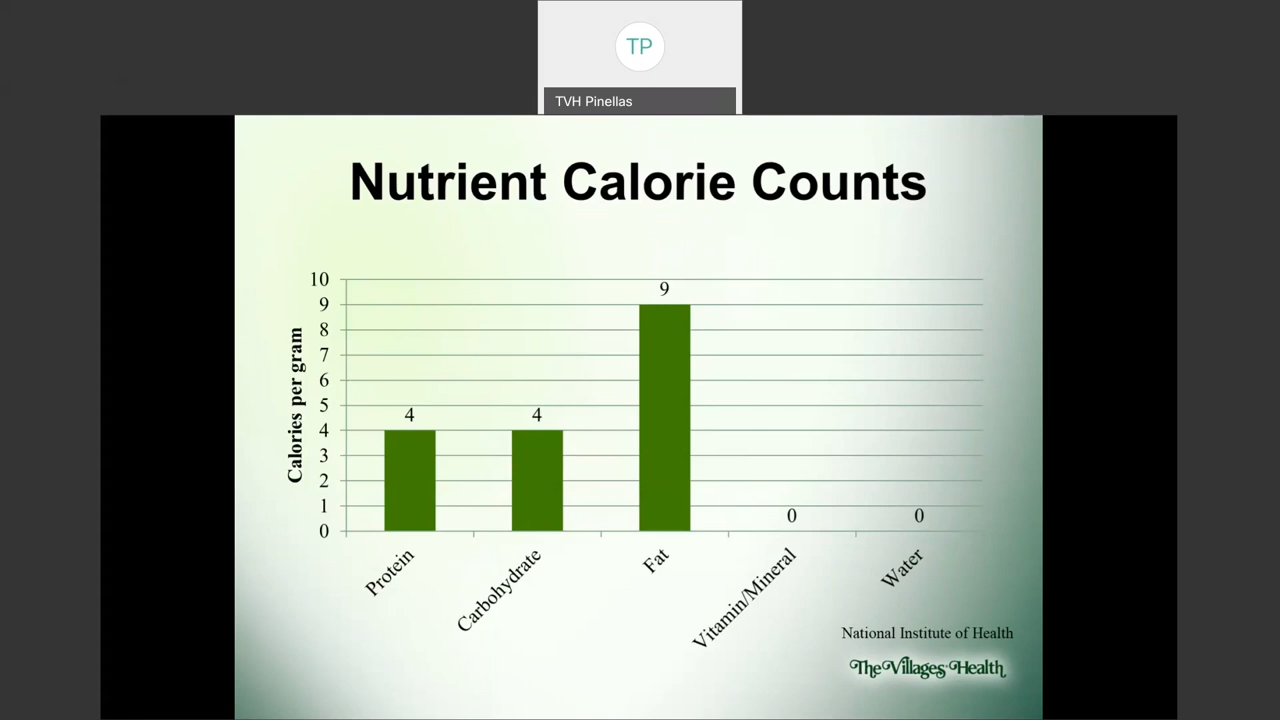 TP
TVH Pinellas
Nutrient Calorie Counts
Calories per gram
10
9
8
7
6
5
4
3
2
1
0
4
4
9
0
0
Protein
Carbohydrate
Fat
Vitamin/Mineral
Water
National Institute of Health
The Villages Health